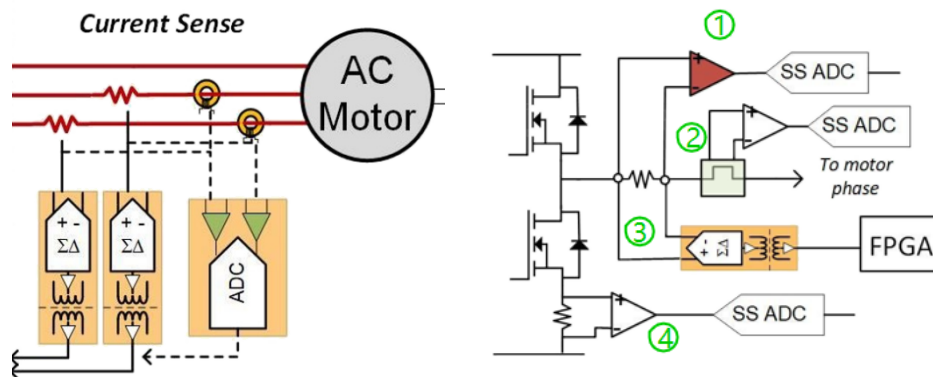 Current Sense
AC
Motor
+ -
ΣΔ
+ -
ΣΔ
ADC
①
+
-
SS ADC
②
+
-
SS ADC
To motor
phase
③
+ -
ΣΔ
FPGA
+
-
④
SS ADC